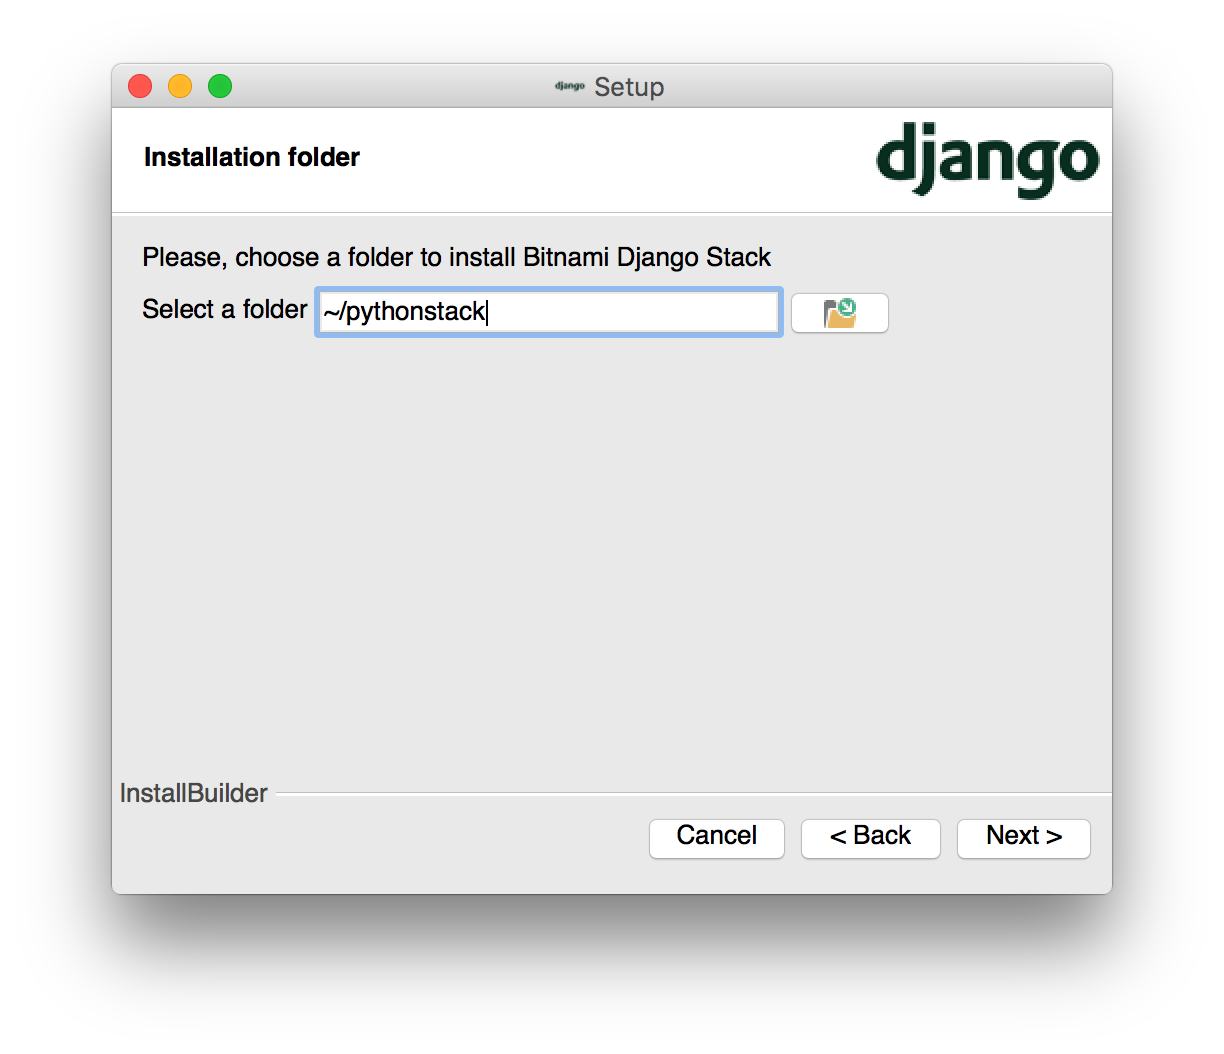 django Setup
Installation folder
django
Please, choose a folder to install Bitnami Django Stack
Select a folder ~/pythonstack
InstallBuilder
Cancel < Back Next >